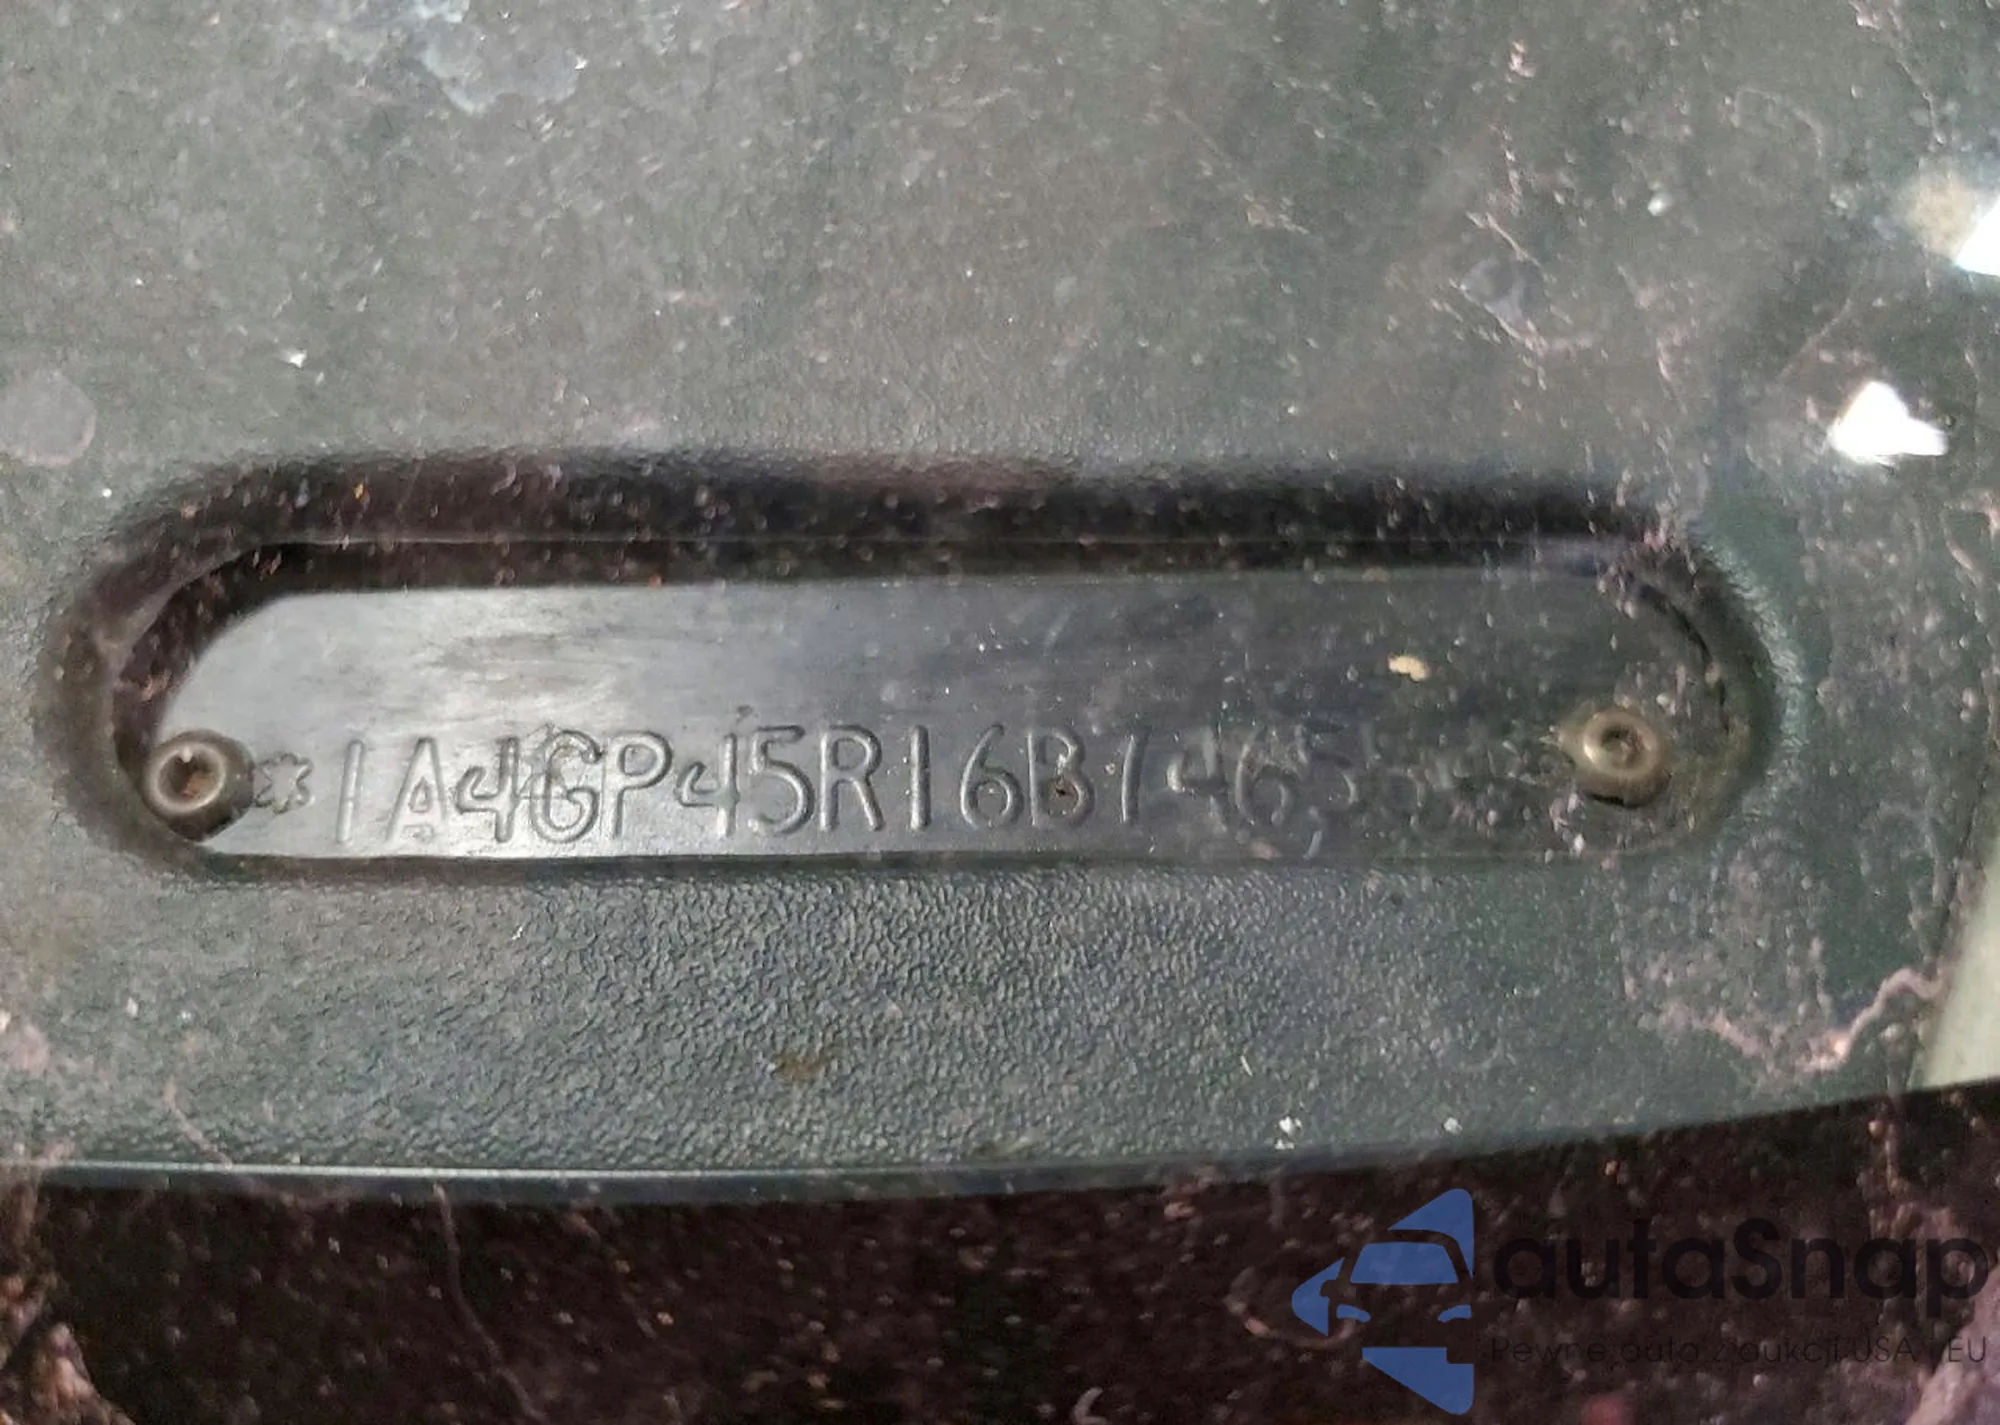 *1A4GP45R16B7465
autaSnap
Pewne auta z aukcji USA i EU